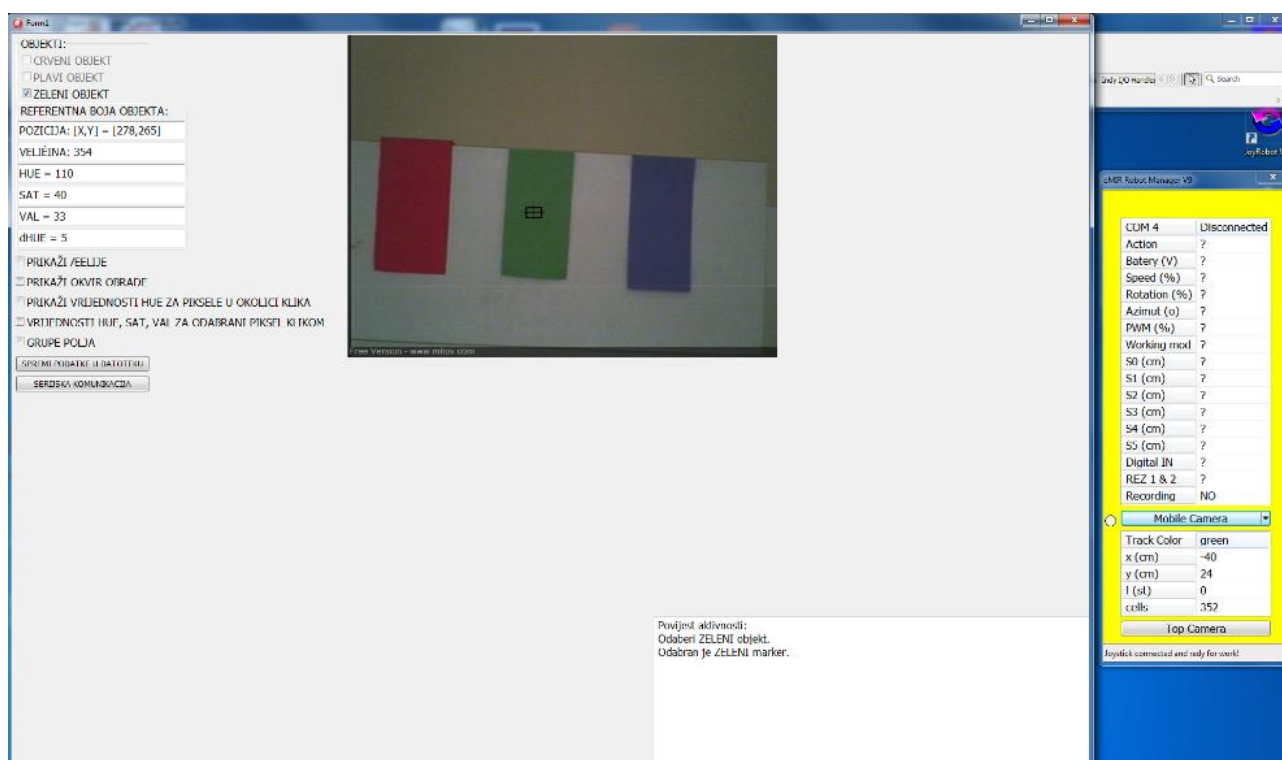 Form1
OBJEKTI:
CRVENI OBJEKT
PLAVI OBJEKT
ZELENI OBJEKT
REFERENTNA BOJA OBJEKTA:
POZICIJA: [X,Y] = [278,265]
VELIĖINA: 354
HUE = 110
SAT = 40
VAL = 33
dHUE = 5
PRIKAŽI
PRIKAŽI OKVIR OBRADE
PRIKAŽI VRIJEDNOSTI HUE ZA PIKSELE U OKOLICI KLIKA
VRIJEDNOSTI HUE, SAT, VAL ZA ODABRANI PIKSEL KLIKOM
GRUPE POLJA
SPREMI PODATKE U DATOTEKU
SERIJSKA KOMUNIKACIJA
Free Version - www.mitov.com
Povijest aktivnosti:
Odaberi ZELENI objekt.
Odabran je ZELENI marker.
Indy I/O Handler
Search
JoyRobot
eMIR Robot Manager V9
COM 4 Disconnected
Action ?
Batery (V) ?
Speed (%) ?
Rotation (%) ?
Azimut (o) ?
PWM (%) ?
Working mod ?
S0 (cm) ?
S1 (cm) ?
S2 (cm) ?
S3 (cm) ?
S4 (cm) ?
S5 (cm) ?
Digital IN ?
REZ 1 & 2 ?
Recording NO
Mobile Camera
Track Color green
x (cm) -40
y (cm) 24
f (st) 0
cells 352
Top Camera
Joystick connected and redy for work!